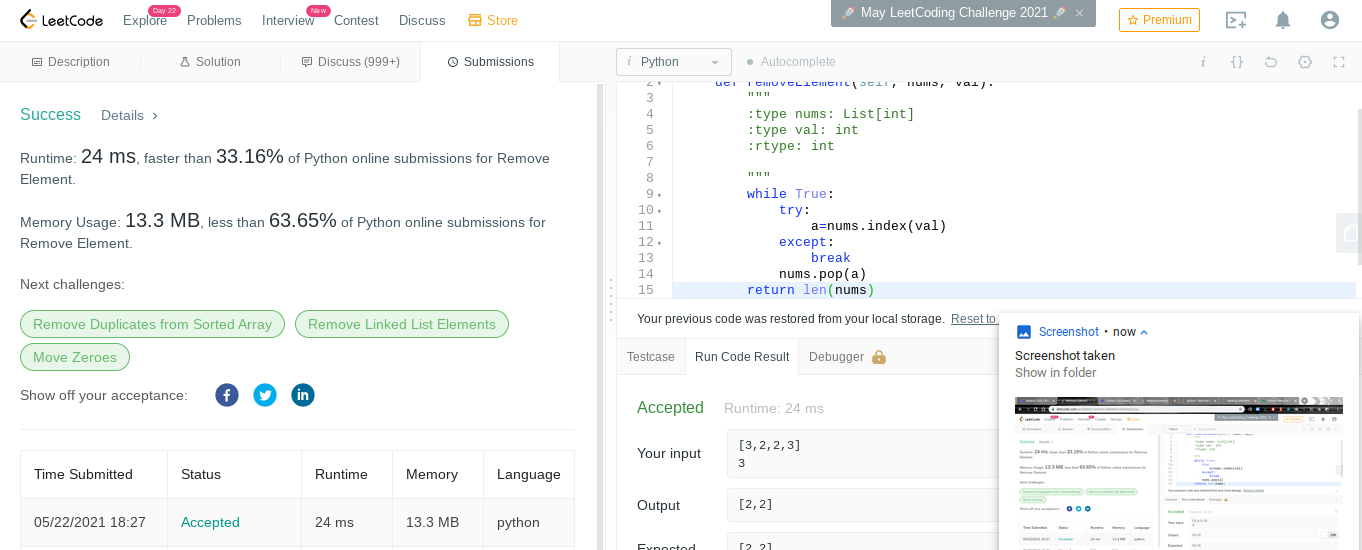 LeetCode Explore Day 22 Problems Interview New Contest Discuss Store May LeetCoding Challenge 2021 × Premium
Description Solution Discuss (999+) Submissions
i Python Autocomplete i {}
Success Details >
Runtime: 24 ms, faster than 33.16% of Python online submissions for Remove
Element.
Memory Usage: 13.3 MB, less than 63.65% of Python online submissions for
Remove Element.
Next challenges:
Remove Duplicates from Sorted Array Remove Linked List Elements
Move Zeroes
Show off your acceptance:
Time Submitted Status Runtime Memory Language
05/22/2021 18:27 Accepted 24 ms 13.3 MB python
2 def removeElement(self, nums, val):
3 """
4 :type nums: List[int]
5 :type val: int
6 :rtype: int
7
8 """
9 while True:
10 try:
11 a=nums.index(val)
12 except:
13 break
14 nums.pop(a)
15 return len(nums)
Your previous code was restored from your local storage. Reset to
Testcase Run Code Result Debugger
Accepted Runtime: 24 ms
Your input [3,2,2,3]
3
Output [2,2]
Expected [2,2]
Screenshot • now
Screenshot taken
Show in folder